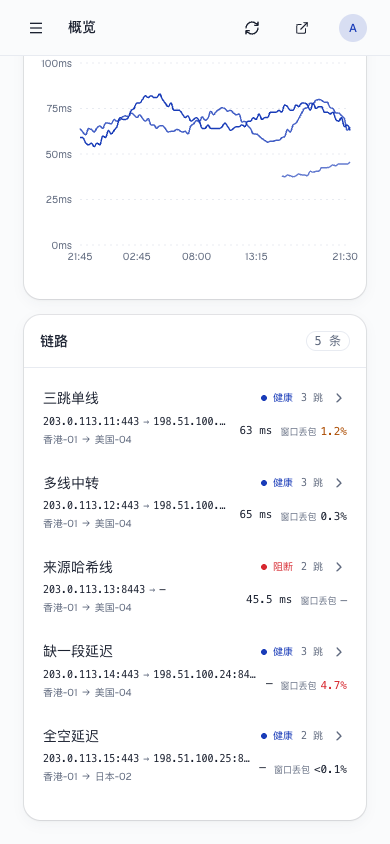 概览
A
100ms
75ms
50ms
25ms
0ms
21:45 02:45 08:00 13:15 21:30
链路
5 条
三跳单线
健康 3 跳
203.0.113.11:443 → 198.51.100.…
63 ms 窗口丢包 1.2%
香港-01 → 美国-04
多线中转
健康 3 跳
203.0.113.12:443 → 198.51.100.…
65 ms 窗口丢包 0.3%
香港-01 → 美国-04
来源哈希线
阻断 2 跳
203.0.113.13:8443 → —
45.5 ms 窗口丢包 —
香港-01 → 美国-04
缺一段延迟
健康 3 跳
203.0.113.14:443 → 198.51.100.24:84…
— 窗口丢包 4.7%
香港-01 → 美国-04
全空延迟
健康 2 跳
203.0.113.15:443 → 198.51.100.25:8…
— 窗口丢包 <0.1%
香港-01 → 日本-02